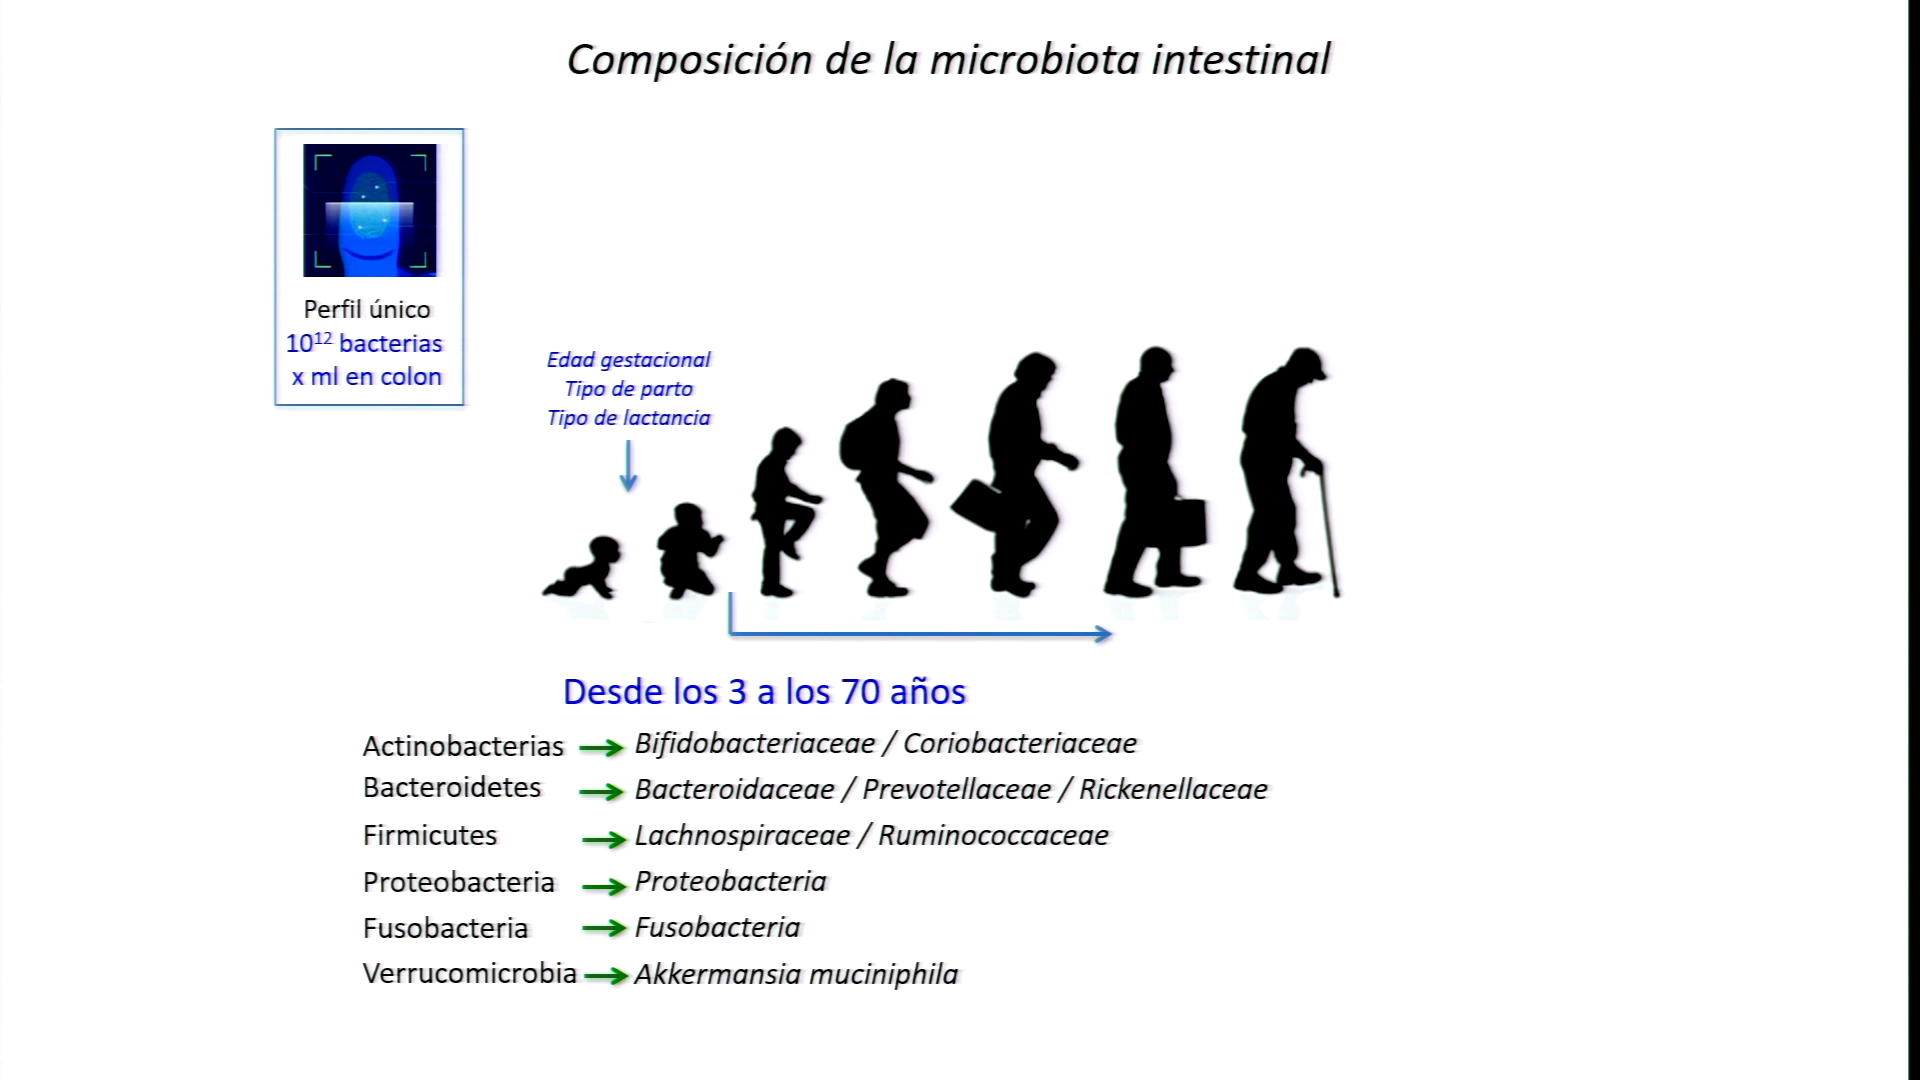 Composición de la microbiota intestinal
Perfil único
10¹² bacterias
x ml en colon
Edad gestacional
Tipo de parto
Tipo de lactancia
Desde los 3 a los 70 años
Actinobacterias → Bifidobacteriaceae / Coriobacteriaceae
Bacteroidetes → Bacteroidaceae / Prevotellaceae / Rickenellaceae
Firmicutes → Lachnospiraceae / Ruminococcaceae
Proteobacteria → Proteobacteria
Fusobacteria → Fusobacteria
Verrucomicrobia → Akkermansia muciniphila